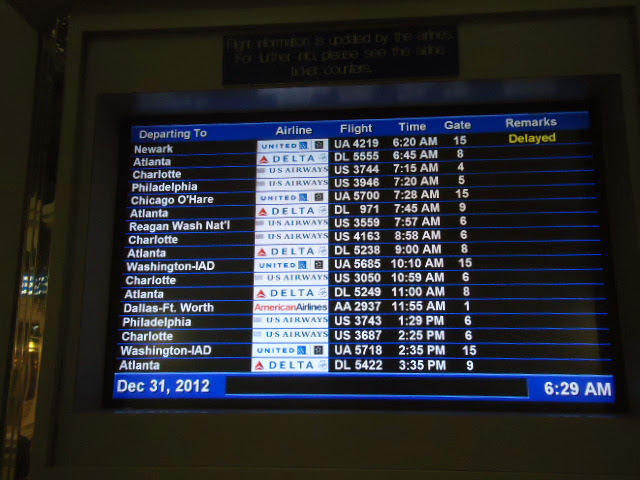 Flight information is updated by the airlines.
For further info, please see the airline
ticket counters.
Departing To Airline Flight Time Gate Remarks
Newark UNITED UA 4219 6:20 AM 15 Delayed
Atlanta DELTA DL 5555 6:45 AM 8
Charlotte U·S AIRWAYS US 3744 7:15 AM 4
Philadelphia U·S AIRWAYS US 3946 7:20 AM 5
Chicago O'Hare UNITED UA 5700 7:28 AM 15
Atlanta DELTA DL 971 7:45 AM 9
Reagan Wash Nat'l U·S AIRWAYS US 3559 7:57 AM 6
Charlotte U·S AIRWAYS US 4163 8:58 AM 6
Atlanta DELTA DL 5238 9:00 AM 8
Washington-IAD UNITED UA 5685 10:10 AM 15
Charlotte U·S AIRWAYS US 3050 10:59 AM 6
Atlanta DELTA DL 5249 11:00 AM 8
Dallas-Ft. Worth AmericanAirlines AA 2937 11:55 AM 1
Philadelphia U·S AIRWAYS US 3743 1:29 PM 6
Charlotte U·S AIRWAYS US 3687 2:25 PM 6
Washington-IAD UNITED UA 5718 2:35 PM 15
Atlanta DELTA DL 5422 3:35 PM 9
Dec 31, 2012 6:29 AM